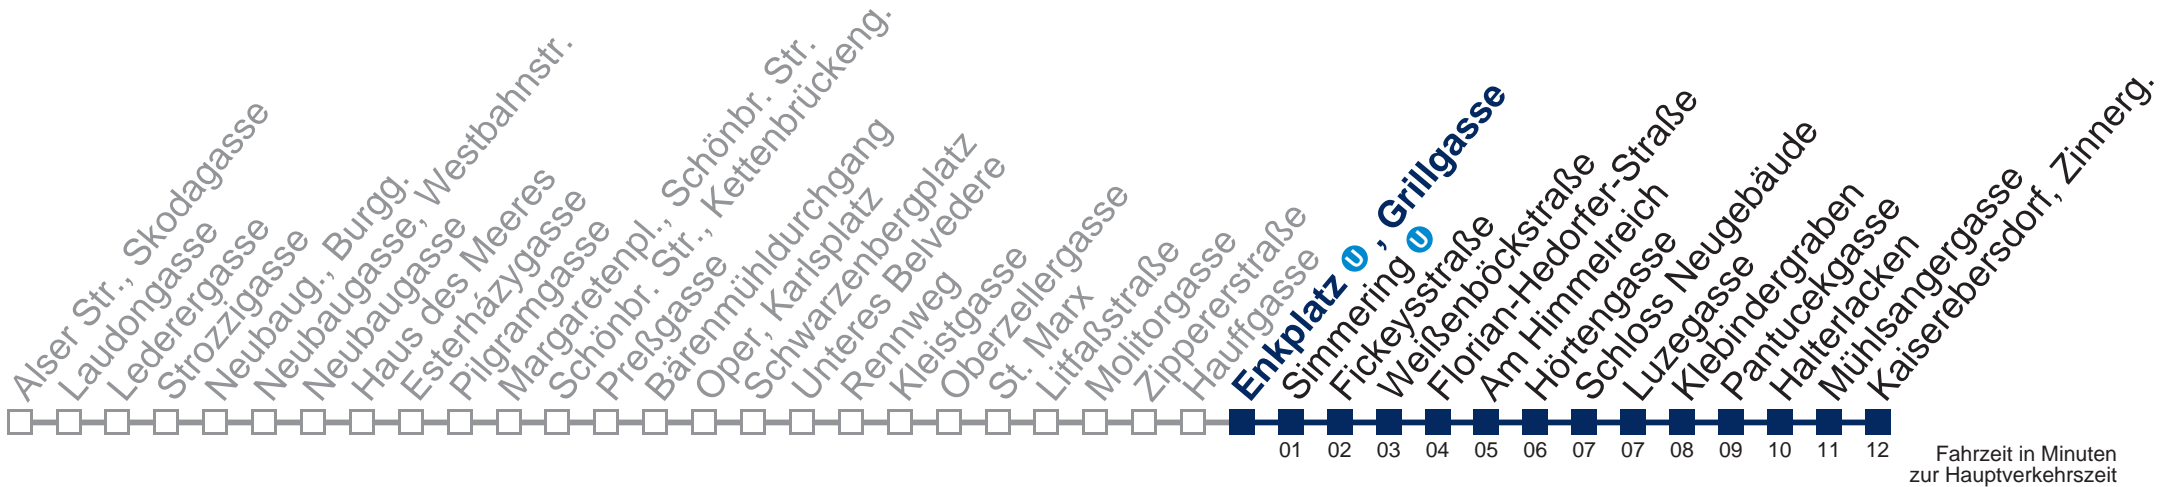 Alser Str., Skodagasse
Laudongasse
Lederergasse
Strozzigasse
Neubaug., Burgg.
Neubaugasse, Westbahnstr.
Neubaugasse
Haus des Meeres
Esterházygasse
Pilgramgasse
Margaretenpl., Schönbr. Str.
Schönbr. Str., Kettenbrückeng.
Preßgasse
Bärenmühldurchgang
Oper, Karlsplatz
Schwarzenbergplatz
Unteres Belvedere
Rennweg
Kleistgasse
Oberzellergasse
St. Marx
Litfaßstraße
Molitorgasse
Zippererstraße
Hauffgasse
Enkplatz U, Grillgasse
Simmering U
Fickeysstraße
Weißenböckstraße
Florian-Hedorfer-Straße
Am Himmelreich
Hörtengasse
Schloss Neugebäude
Luzegasse
Klebindergraben
Pantucekgasse
Halterlacken
Mühlsangergasse
Kaiserebersdorf, Zinnerg.
01 02 03 04 05 06 07 07 08 09 10 11 12
Fahrzeit in Minuten
zur Hauptverkehrszeit